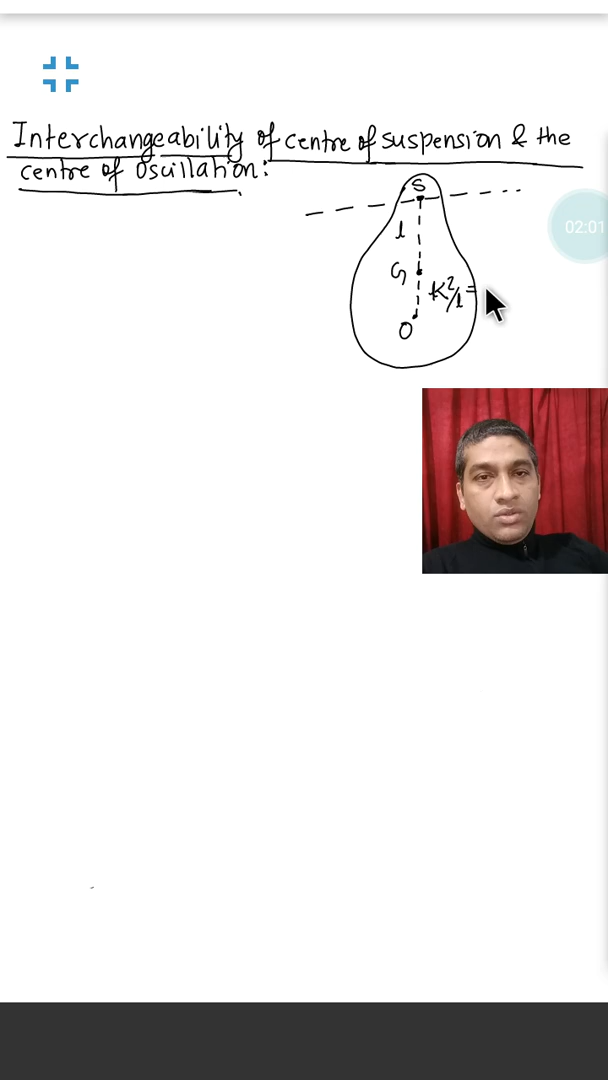 Interchangeability of centre of suspension & the
centre of Oscillation:
S
02:01
l
G
K²/l =
O